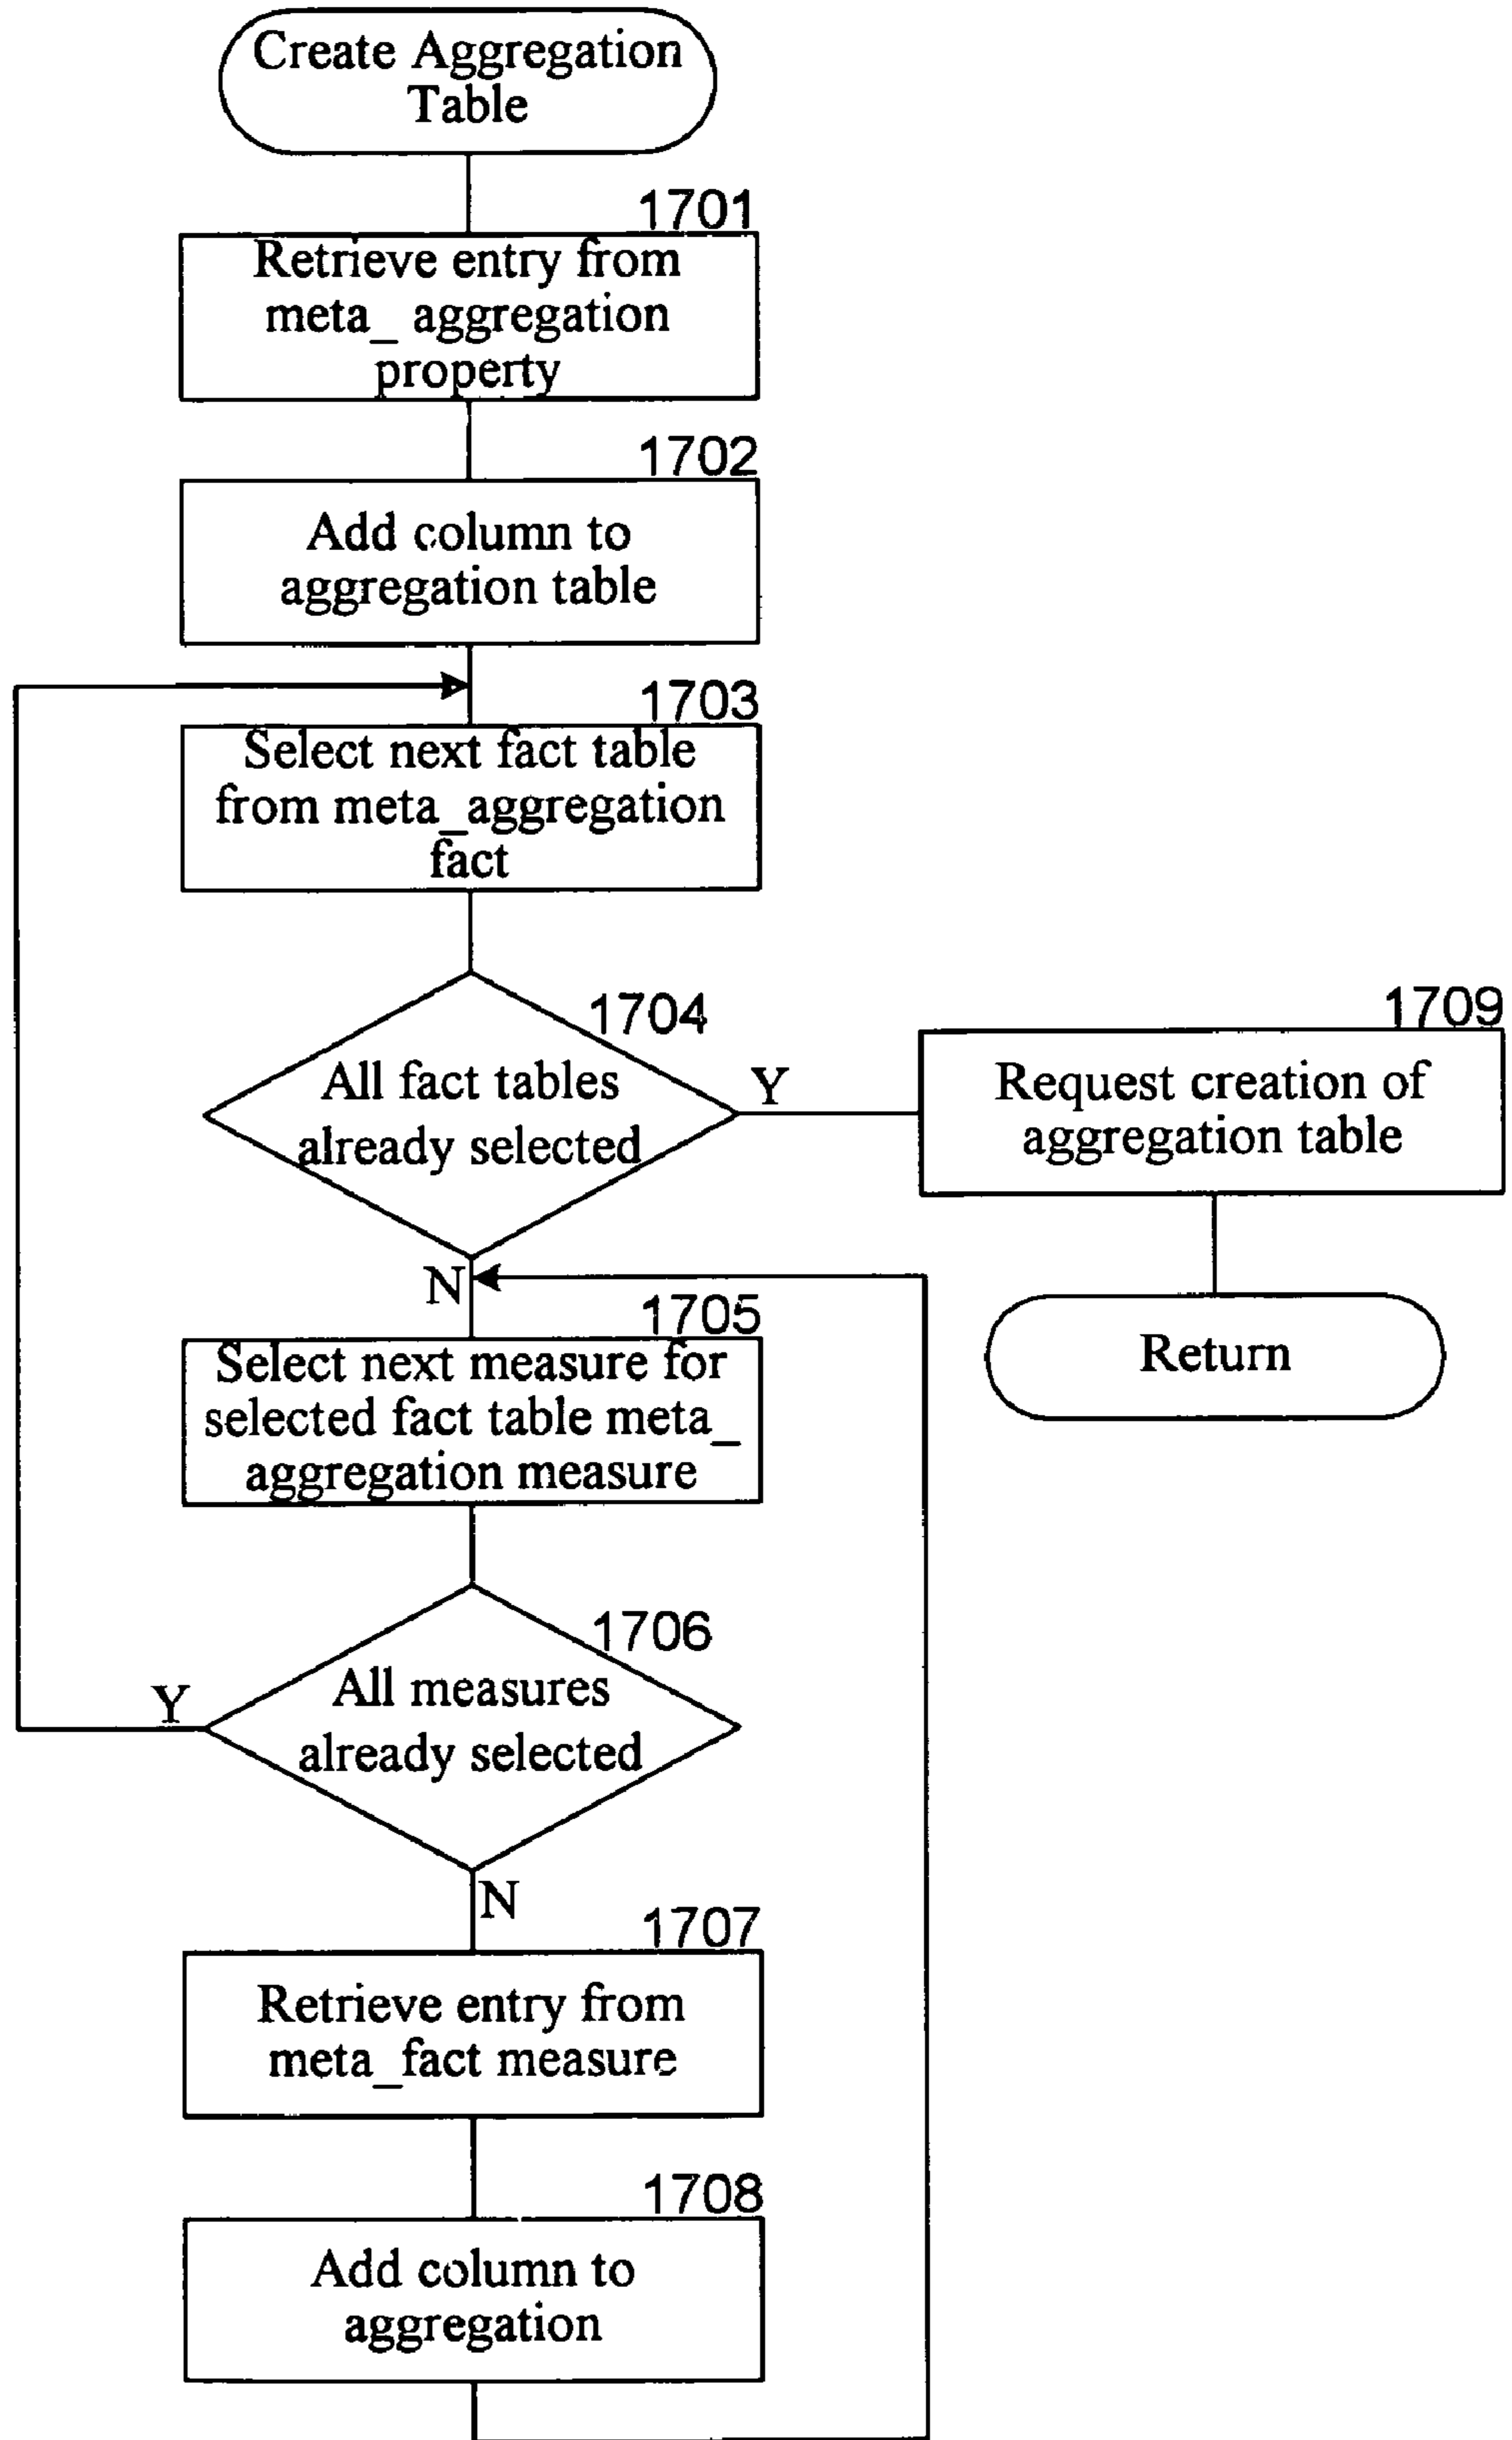 Create Aggregation
Table
1701
Retrieve entry from
meta_ aggregation
property
1702
Add column to
aggregation table
1703
Select next fact table
from meta_aggregation
fact
1704
All fact tables
already selected
Y
N
1709
Request creation of
aggregation table
Return
1705
Select next measure for
selected fact table meta_
aggregation measure
1706
All measures
already selected
Y
N
1707
Retrieve entry from
meta_fact measure
1708
Add column to
aggregation